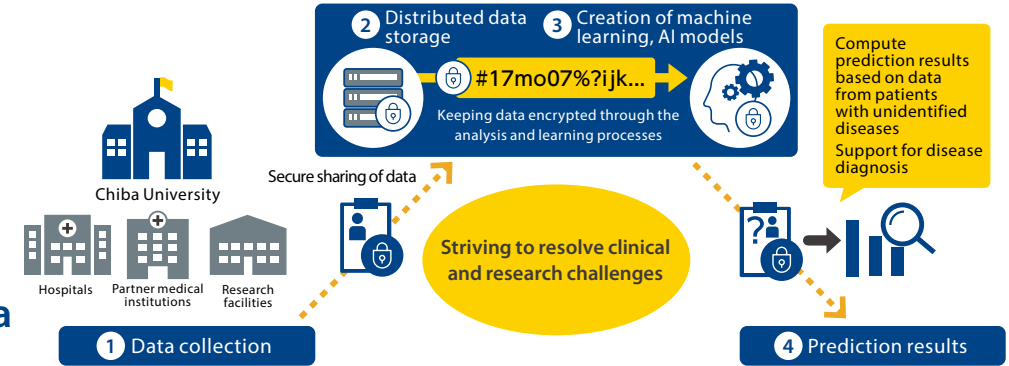 2 Distributed data
storage
3 Creation of machine
learning, AI models
#17mo07%?ijk...
Keeping data encrypted through the
analysis and learning processes
Compute
prediction results
based on data
from patients
with unidentified
diseases
Support for disease
diagnosis
Chiba University
Secure sharing of data
Hospitals
Partner medical
institutions
Research
facilities
Striving to resolve clinical
and research challenges
?
a
1 Data collection
4 Prediction results